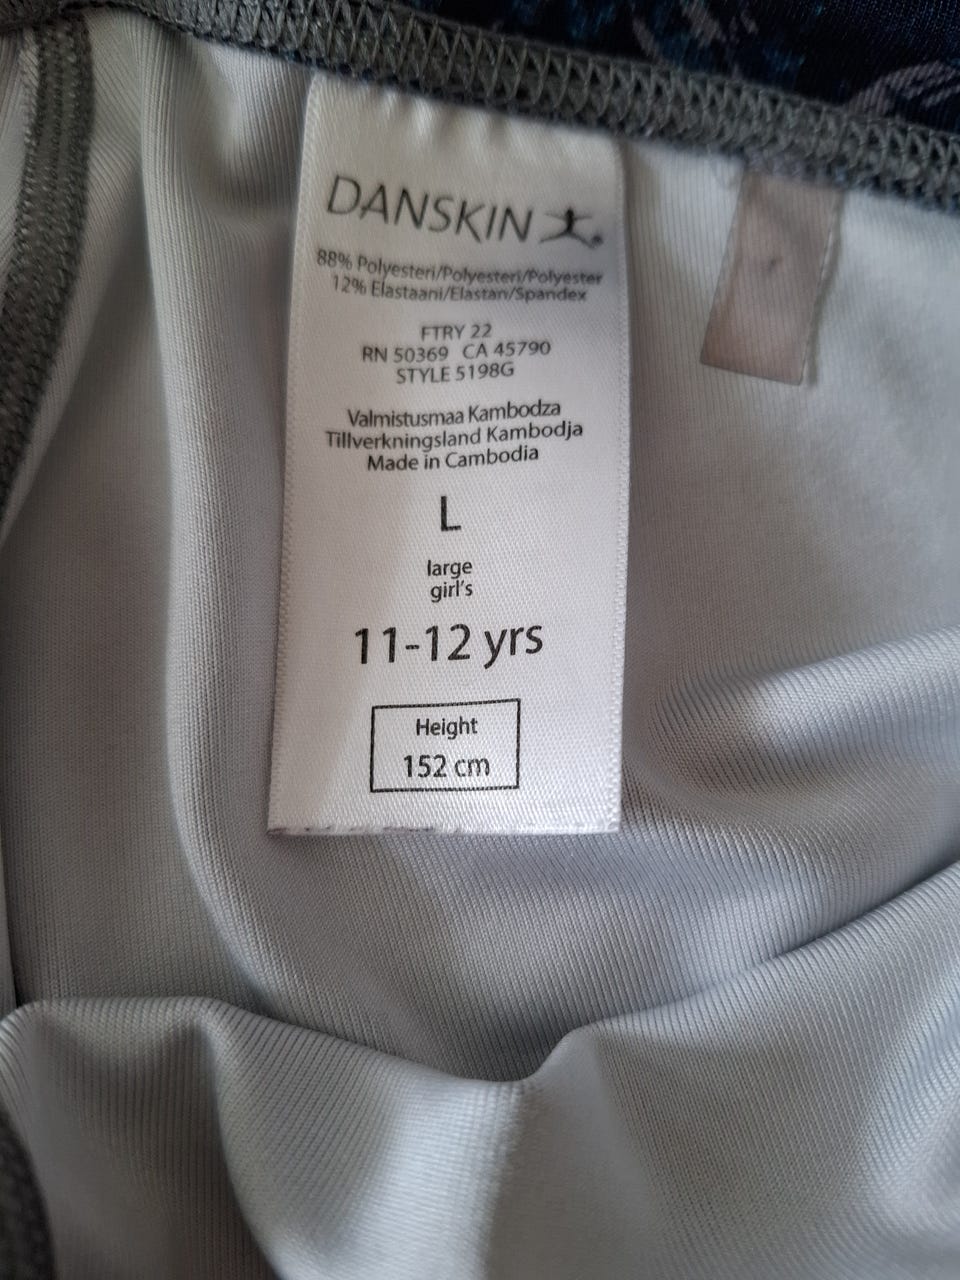 DANSKIN
88% Polyesteri/Polyesteri/Polyester
12% Elastaani/Elastan/Spandex
FTRY 22
RN 50369 CA 45790
STYLE 5198G
Valmistusmaa Kambodza
Tillverkningsland Kambodja
Made in Cambodia
L
large
girl's
11-12 yrs
Height
152 cm